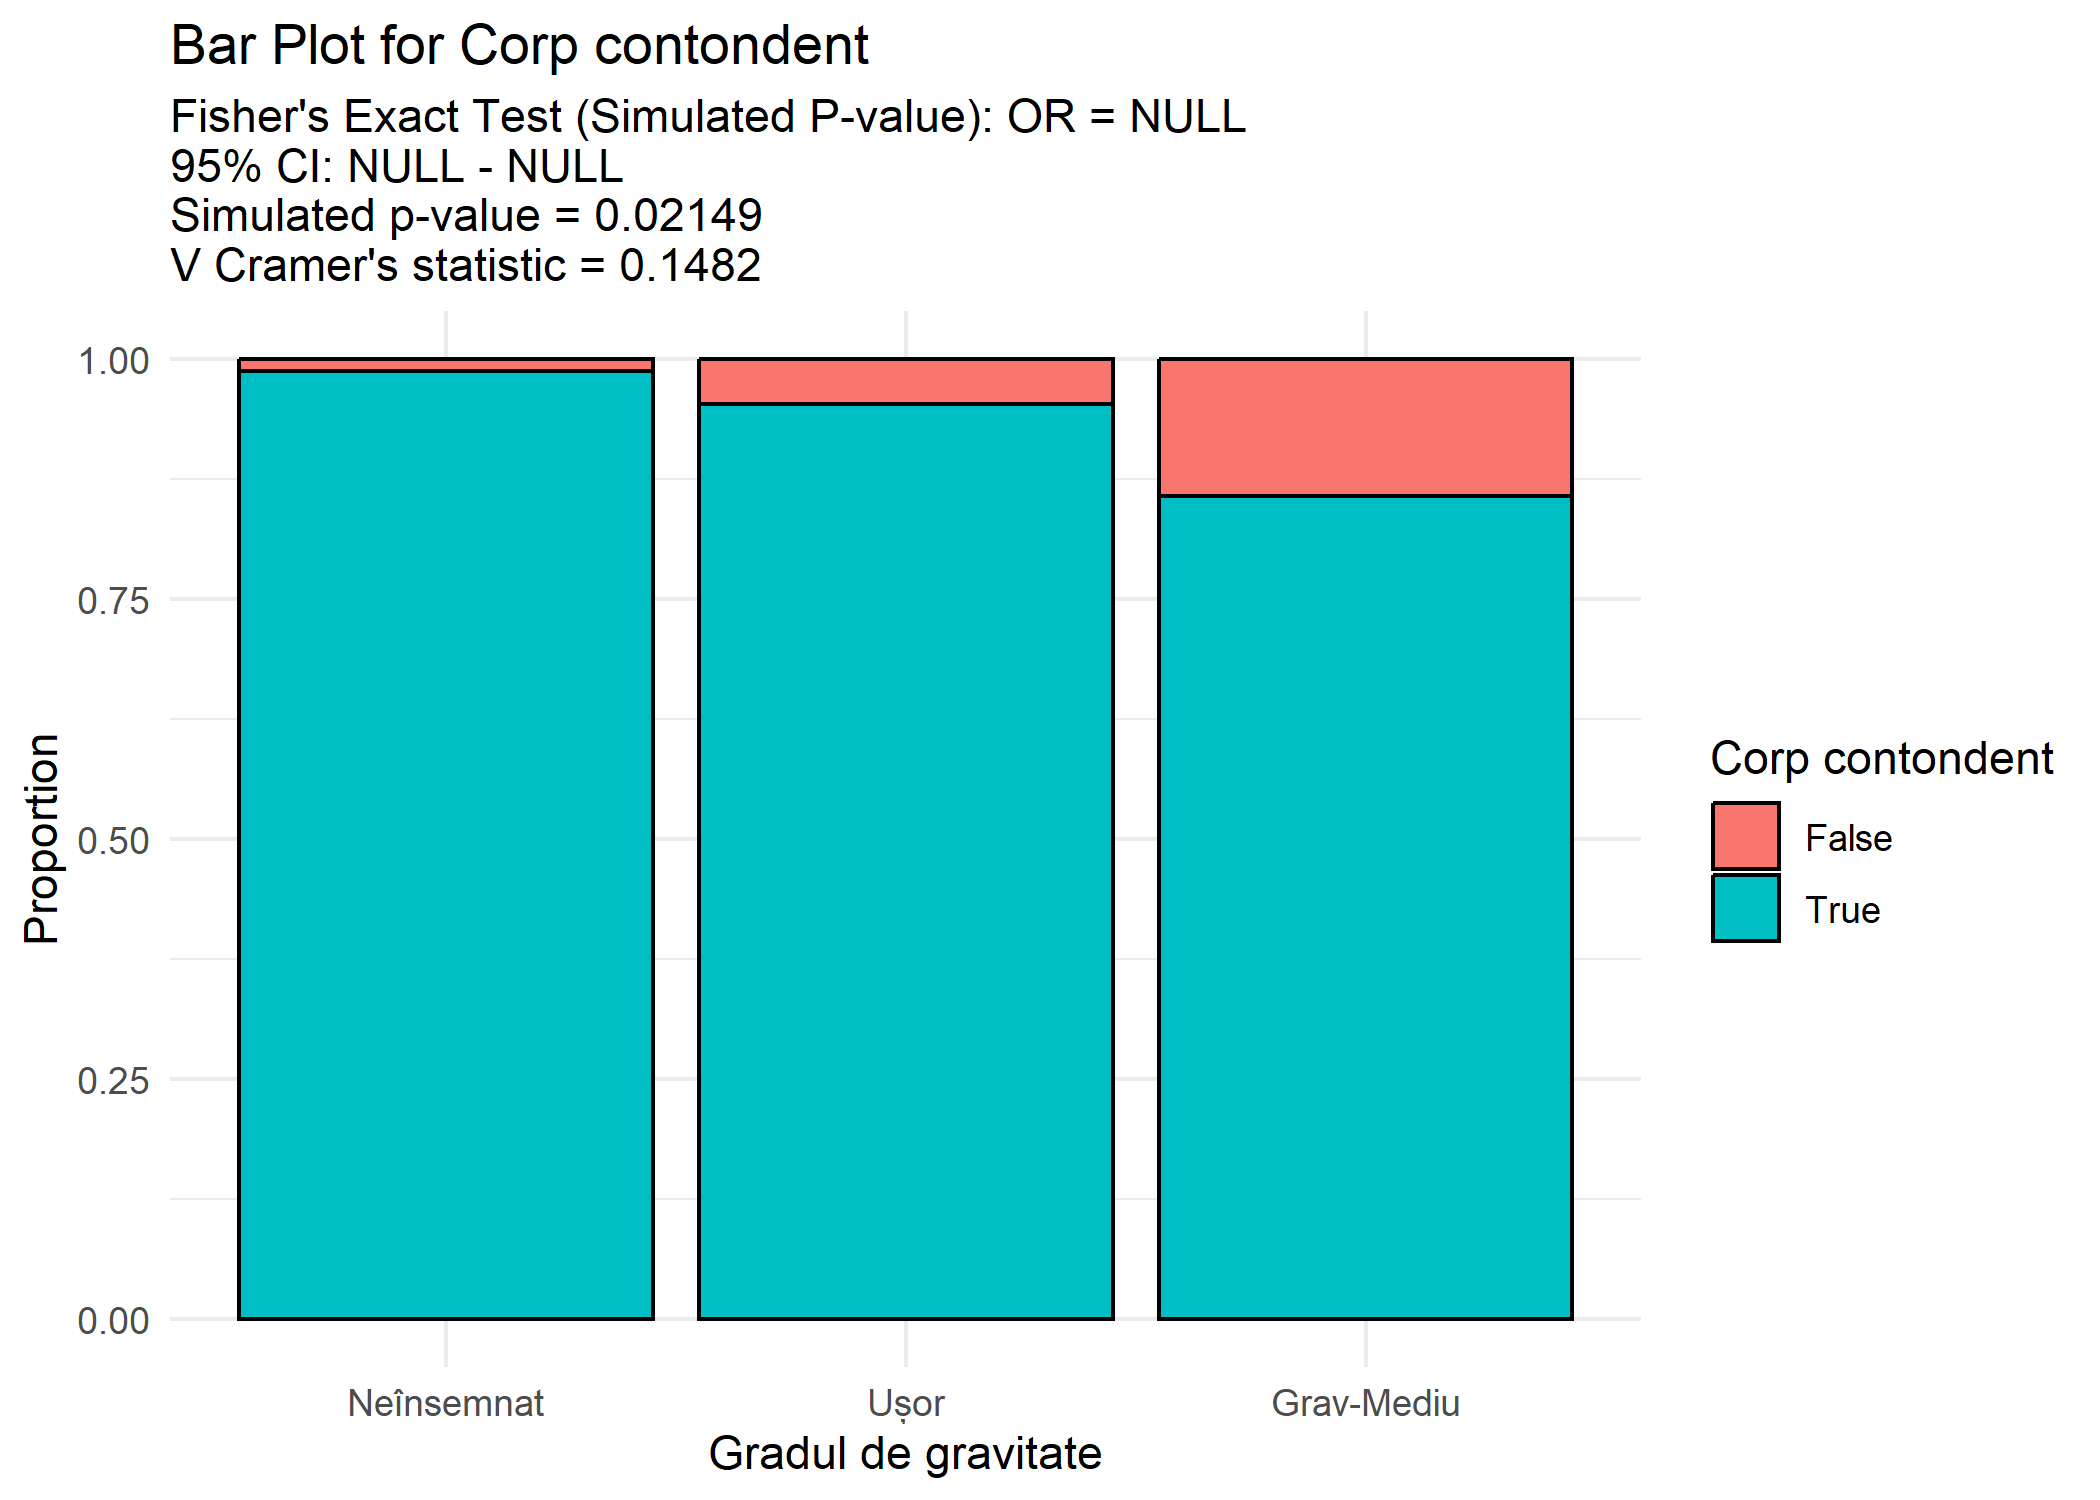 Bar Plot for Corp contondent
Fisher's Exact Test (Simulated P-value): OR = NULL
95% CI: NULL - NULL
Simulated p-value = 0.02149
V Cramer's statistic = 0.1482
1.00
0.75
0.50
0.25
0.00
Proportion
Neînsemnat
Ușor
Grav-Mediu
Gradul de gravitate
Corp contondent
False
True